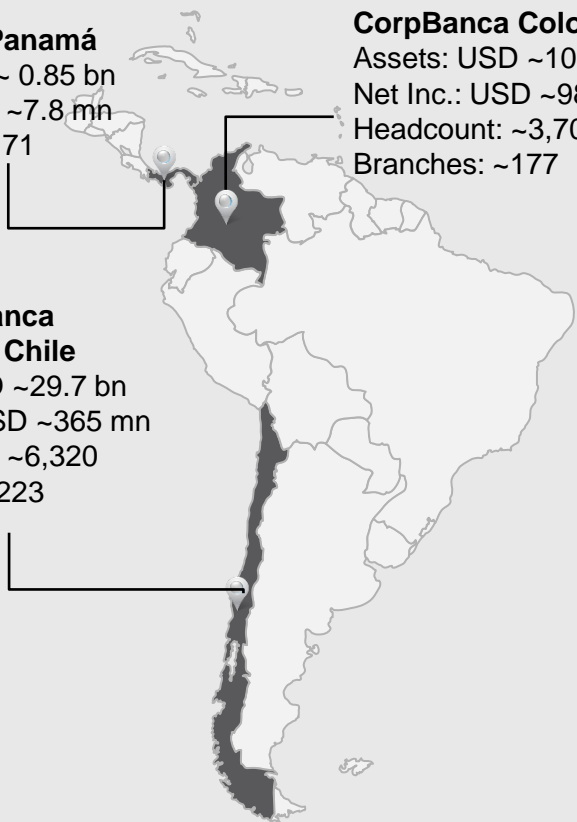 Panamá
~ 0.85 bn
~7.8 mn
71
CorpBanca Colo
Assets: USD ~10
Net Inc.: USD ~98
Headcount: ~3,70
Branches: ~177
anca
Chile
~29.7 bn
SD ~365 mn
~6,320
223